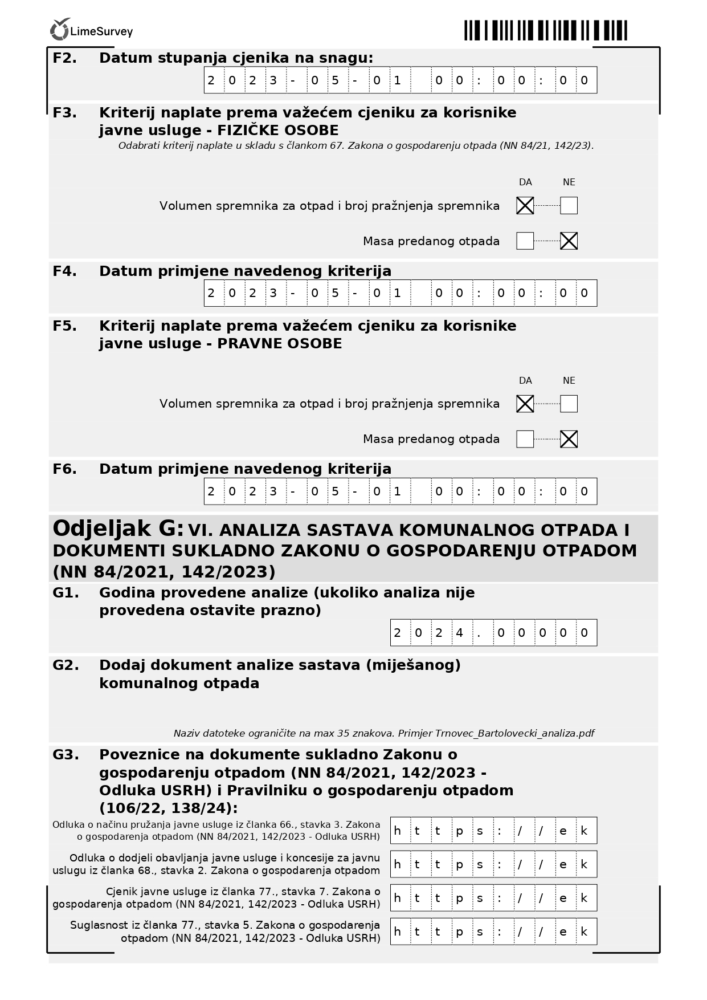 LimeSurvey
F2. Datum stupanja cjenika na snagu:
2023-05-01 00:00:00
F3. Kriterij naplate prema važećem cjeniku za korisnike
javne usluge - FIZIČKE OSOBE
Odabrati kriterij naplate u skladu s člankom 67. Zakona o gospodarenju otpada (NN 84/21, 142/23).
DA NE
Volumen spremnika za otpad i broj pražnjenja spremnika
Masa predanog otpada
F4. Datum primjene navedenog kriterija
2023-05-01 00:00:00
F5. Kriterij naplate prema važećem cjeniku za korisnike
javne usluge - PRAVNE OSOBE
DA NE
Volumen spremnika za otpad i broj pražnjenja spremnika
Masa predanog otpada
F6. Datum primjene navedenog kriterija
2023-05-01 00:00:00
Odjeljak G: VI. ANALIZA SASTAVA KOMUNALNOG OTPADA I
DOKUMENTI SUKLADNO ZAKONU O GOSPODARENJU OTPADOM
(NN 84/2021, 142/2023)
G1. Godina provedene analize (ukoliko analiza nije
provedena ostavite prazno)
2024.00000
G2. Dodaj dokument analize sastava (miješanog)
komunalnog otpada
Naziv datoteke ograničite na max 35 znakova. Primjer Trnovec_Bartolovecki_analiza.pdf
G3. Poveznice na dokumente sukladno Zakonu o
gospodarenju otpadom (NN 84/2021, 142/2023 -
Odluka USRH) i Pravilniku o gospodarenju otpadom
(106/22, 138/24):
Odluka o načinu pružanja javne usluge iz članka 66., stavka 3. Zakona
o gospodarenja otpadom (NN 84/2021, 142/2023 - Odluka USRH)
https://ek
Odluka o dodjeli obavljanja javne usluge i koncesije za javnu
uslugu iz članka 68., stavka 2. Zakona o gospodarenja otpadom
https://ek
Cjenik javne usluge iz članka 77., stavka 7. Zakona o
gospodarenja otpadom (NN 84/2021, 142/2023 - Odluka USRH)
https://ek
Suglasnost iz članka 77., stavka 5. Zakona o gospodarenja
otpadom (NN 84/2021, 142/2023 - Odluka USRH)
https://ek